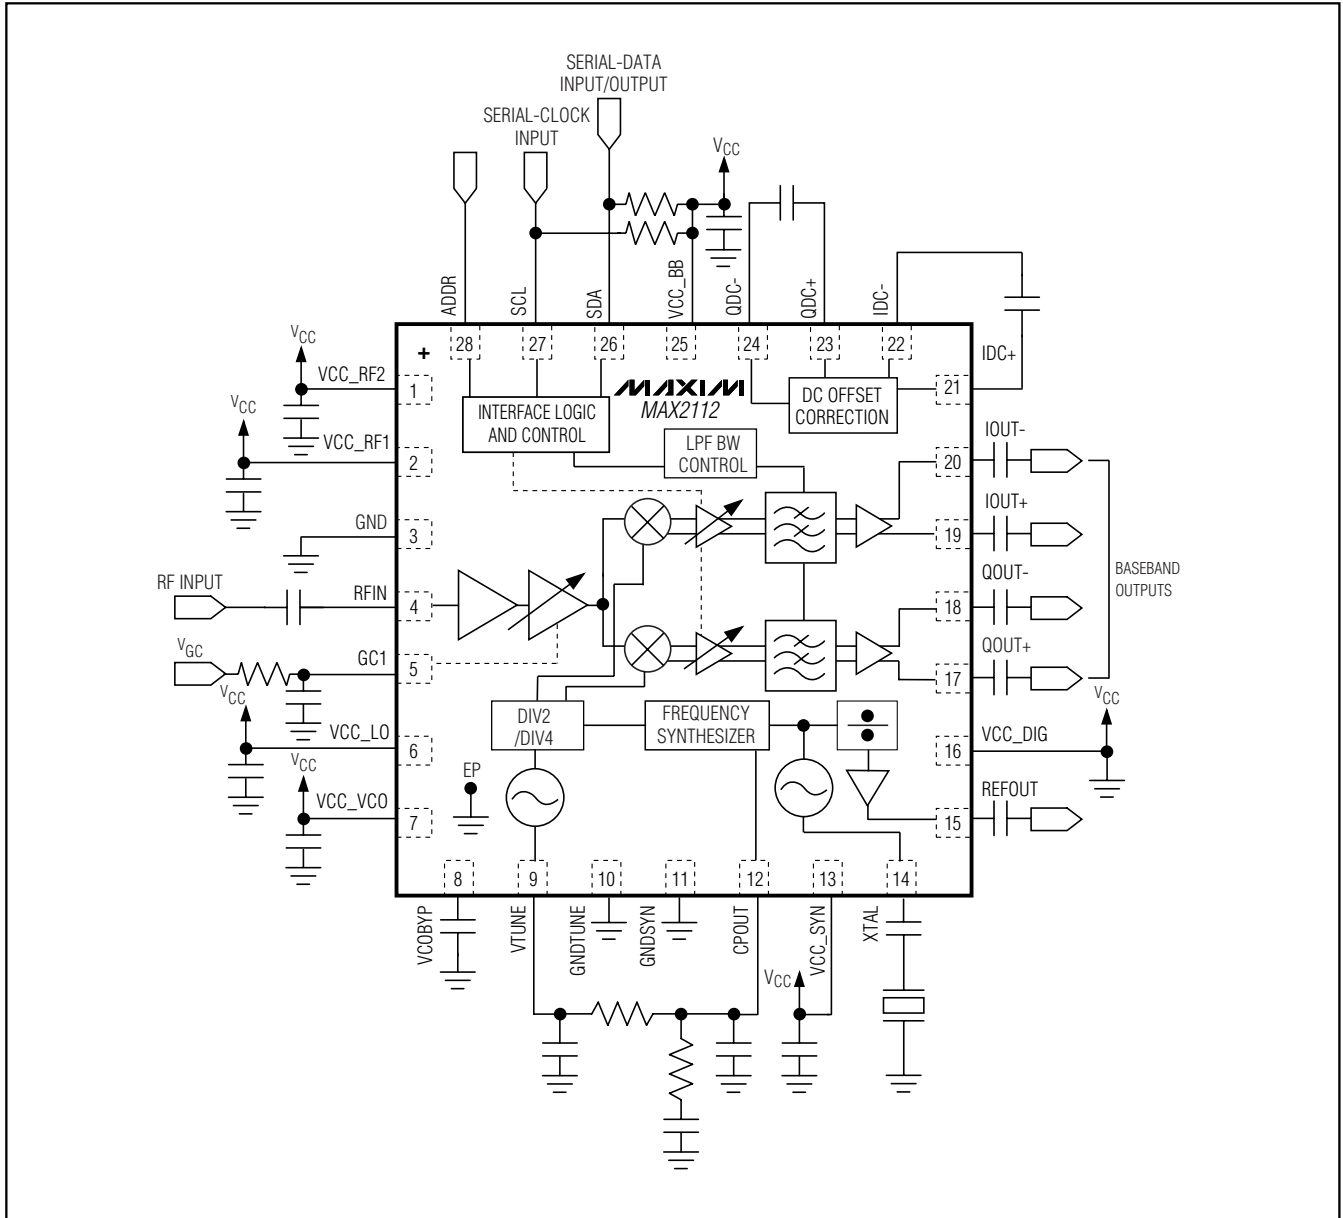 SERIAL-DATA
INPUT/OUTPUT
SERIAL-CLOCK
INPUT
VCC
ADDR
SCL
SDA
VCC_BB
QDC-
QDC+
IDC-
IDC+
28
27
26
25
24
23
22
+
MAXIM
MAX2112
INTERFACE LOGIC
AND CONTROL
DC OFFSET
CORRECTION
LPF BW
CONTROL
VCC
VCC_RF2
1
VCC
VCC_RF1
2
GND
3
RF INPUT
RFIN
4
VGC
GC1
5
VCC
VCC_LO
6
VCC
VCC_VCO
7
21
IOUT-
20
IOUT+
19
QOUT-
18
QOUT+
17
BASEBAND
OUTPUTS
VCC
VCC_DIG
16
REFOUT
15
DIV2
/DIV4
FREQUENCY
SYNTHESIZER
EP
8
9
10
11
12
13
14
VCOBYP
VTUNE
GNDTUNE
GNDSYN
CPOUT
VCC_SYN
XTAL
VCC